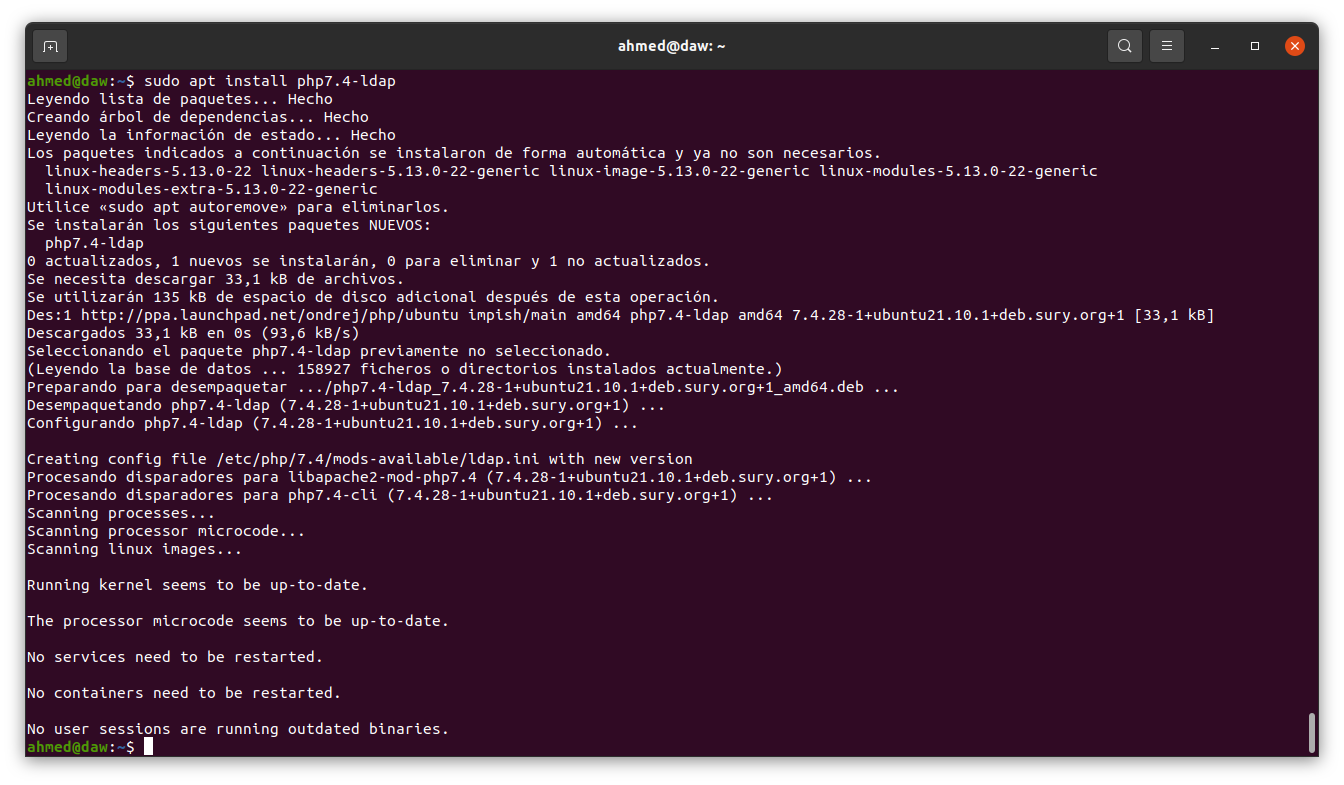 ahmed@daw: ~
ahmed@daw:~$ sudo apt install php7.4-ldap
Leyendo lista de paquetes... Hecho
Creando árbol de dependencias... Hecho
Leyendo la información de estado... Hecho
Los paquetes indicados a continuación se instalaron de forma automática y ya no son necesarios.
  linux-headers-5.13.0-22 linux-headers-5.13.0-22-generic linux-image-5.13.0-22-generic linux-modules-5.13.0-22-generic
  linux-modules-extra-5.13.0-22-generic
Utilice «sudo apt autoremove» para eliminarlos.
Se instalarán los siguientes paquetes NUEVOS:
  php7.4-ldap
0 actualizados, 1 nuevos se instalarán, 0 para eliminar y 1 no actualizados.
Se necesita descargar 33,1 kB de archivos.
Se utilizarán 135 kB de espacio de disco adicional después de esta operación.
Des:1 http://ppa.launchpad.net/ondrej/php/ubuntu impish/main amd64 php7.4-ldap amd64 7.4.28-1+ubuntu21.10.1+deb.sury.org+1 [33,1 kB]
Descargados 33,1 kB en 0s (93,6 kB/s)
Seleccionando el paquete php7.4-ldap previamente no seleccionado.
(Leyendo la base de datos ... 158927 ficheros o directorios instalados actualmente.)
Preparando para desempaquetar .../php7.4-ldap_7.4.28-1+ubuntu21.10.1+deb.sury.org+1_amd64.deb ...
Desempaquetando php7.4-ldap (7.4.28-1+ubuntu21.10.1+deb.sury.org+1) ...
Configurando php7.4-ldap (7.4.28-1+ubuntu21.10.1+deb.sury.org+1) ...

Creating config file /etc/php/7.4/mods-available/ldap.ini with new version
Procesando disparadores para libapache2-mod-php7.4 (7.4.28-1+ubuntu21.10.1+deb.sury.org+1) ...
Procesando disparadores para php7.4-cli (7.4.28-1+ubuntu21.10.1+deb.sury.org+1) ...
Scanning processes...
Scanning processor microcode...
Scanning linux images...

Running kernel seems to be up-to-date.

The processor microcode seems to be up-to-date.

No services need to be restarted.

No containers need to be restarted.

No user sessions are running outdated binaries.
ahmed@daw:~$